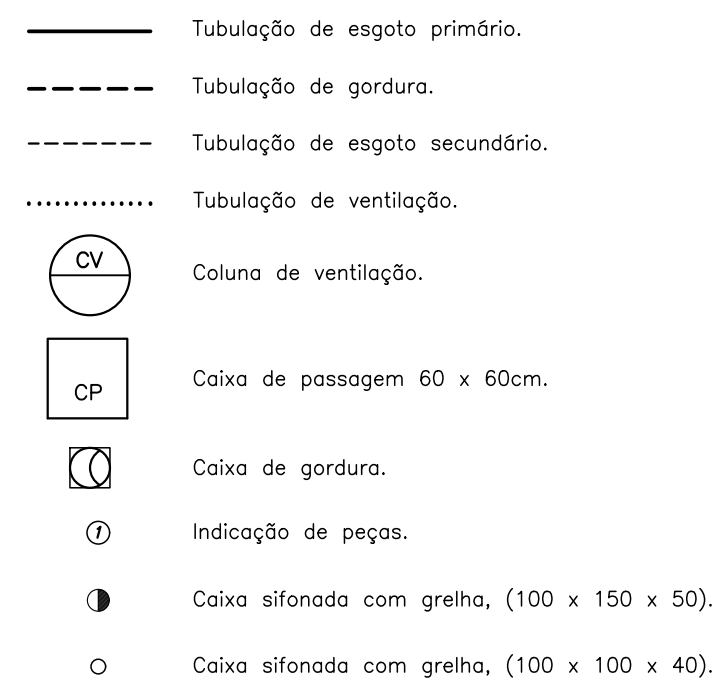 Tubulação de esgoto primário.
Tubulação de gordura.
Tubulação de esgoto secundário.
Tubulação de ventilação.
CV
Coluna de ventilação.
CP
Caixa de passagem 60 x 60cm.
Caixa de gordura.
1
Indicação de peças.
Caixa sifonada com grelha, (100 x 150 x 50).
Caixa sifonada com grelha, (100 x 100 x 40).